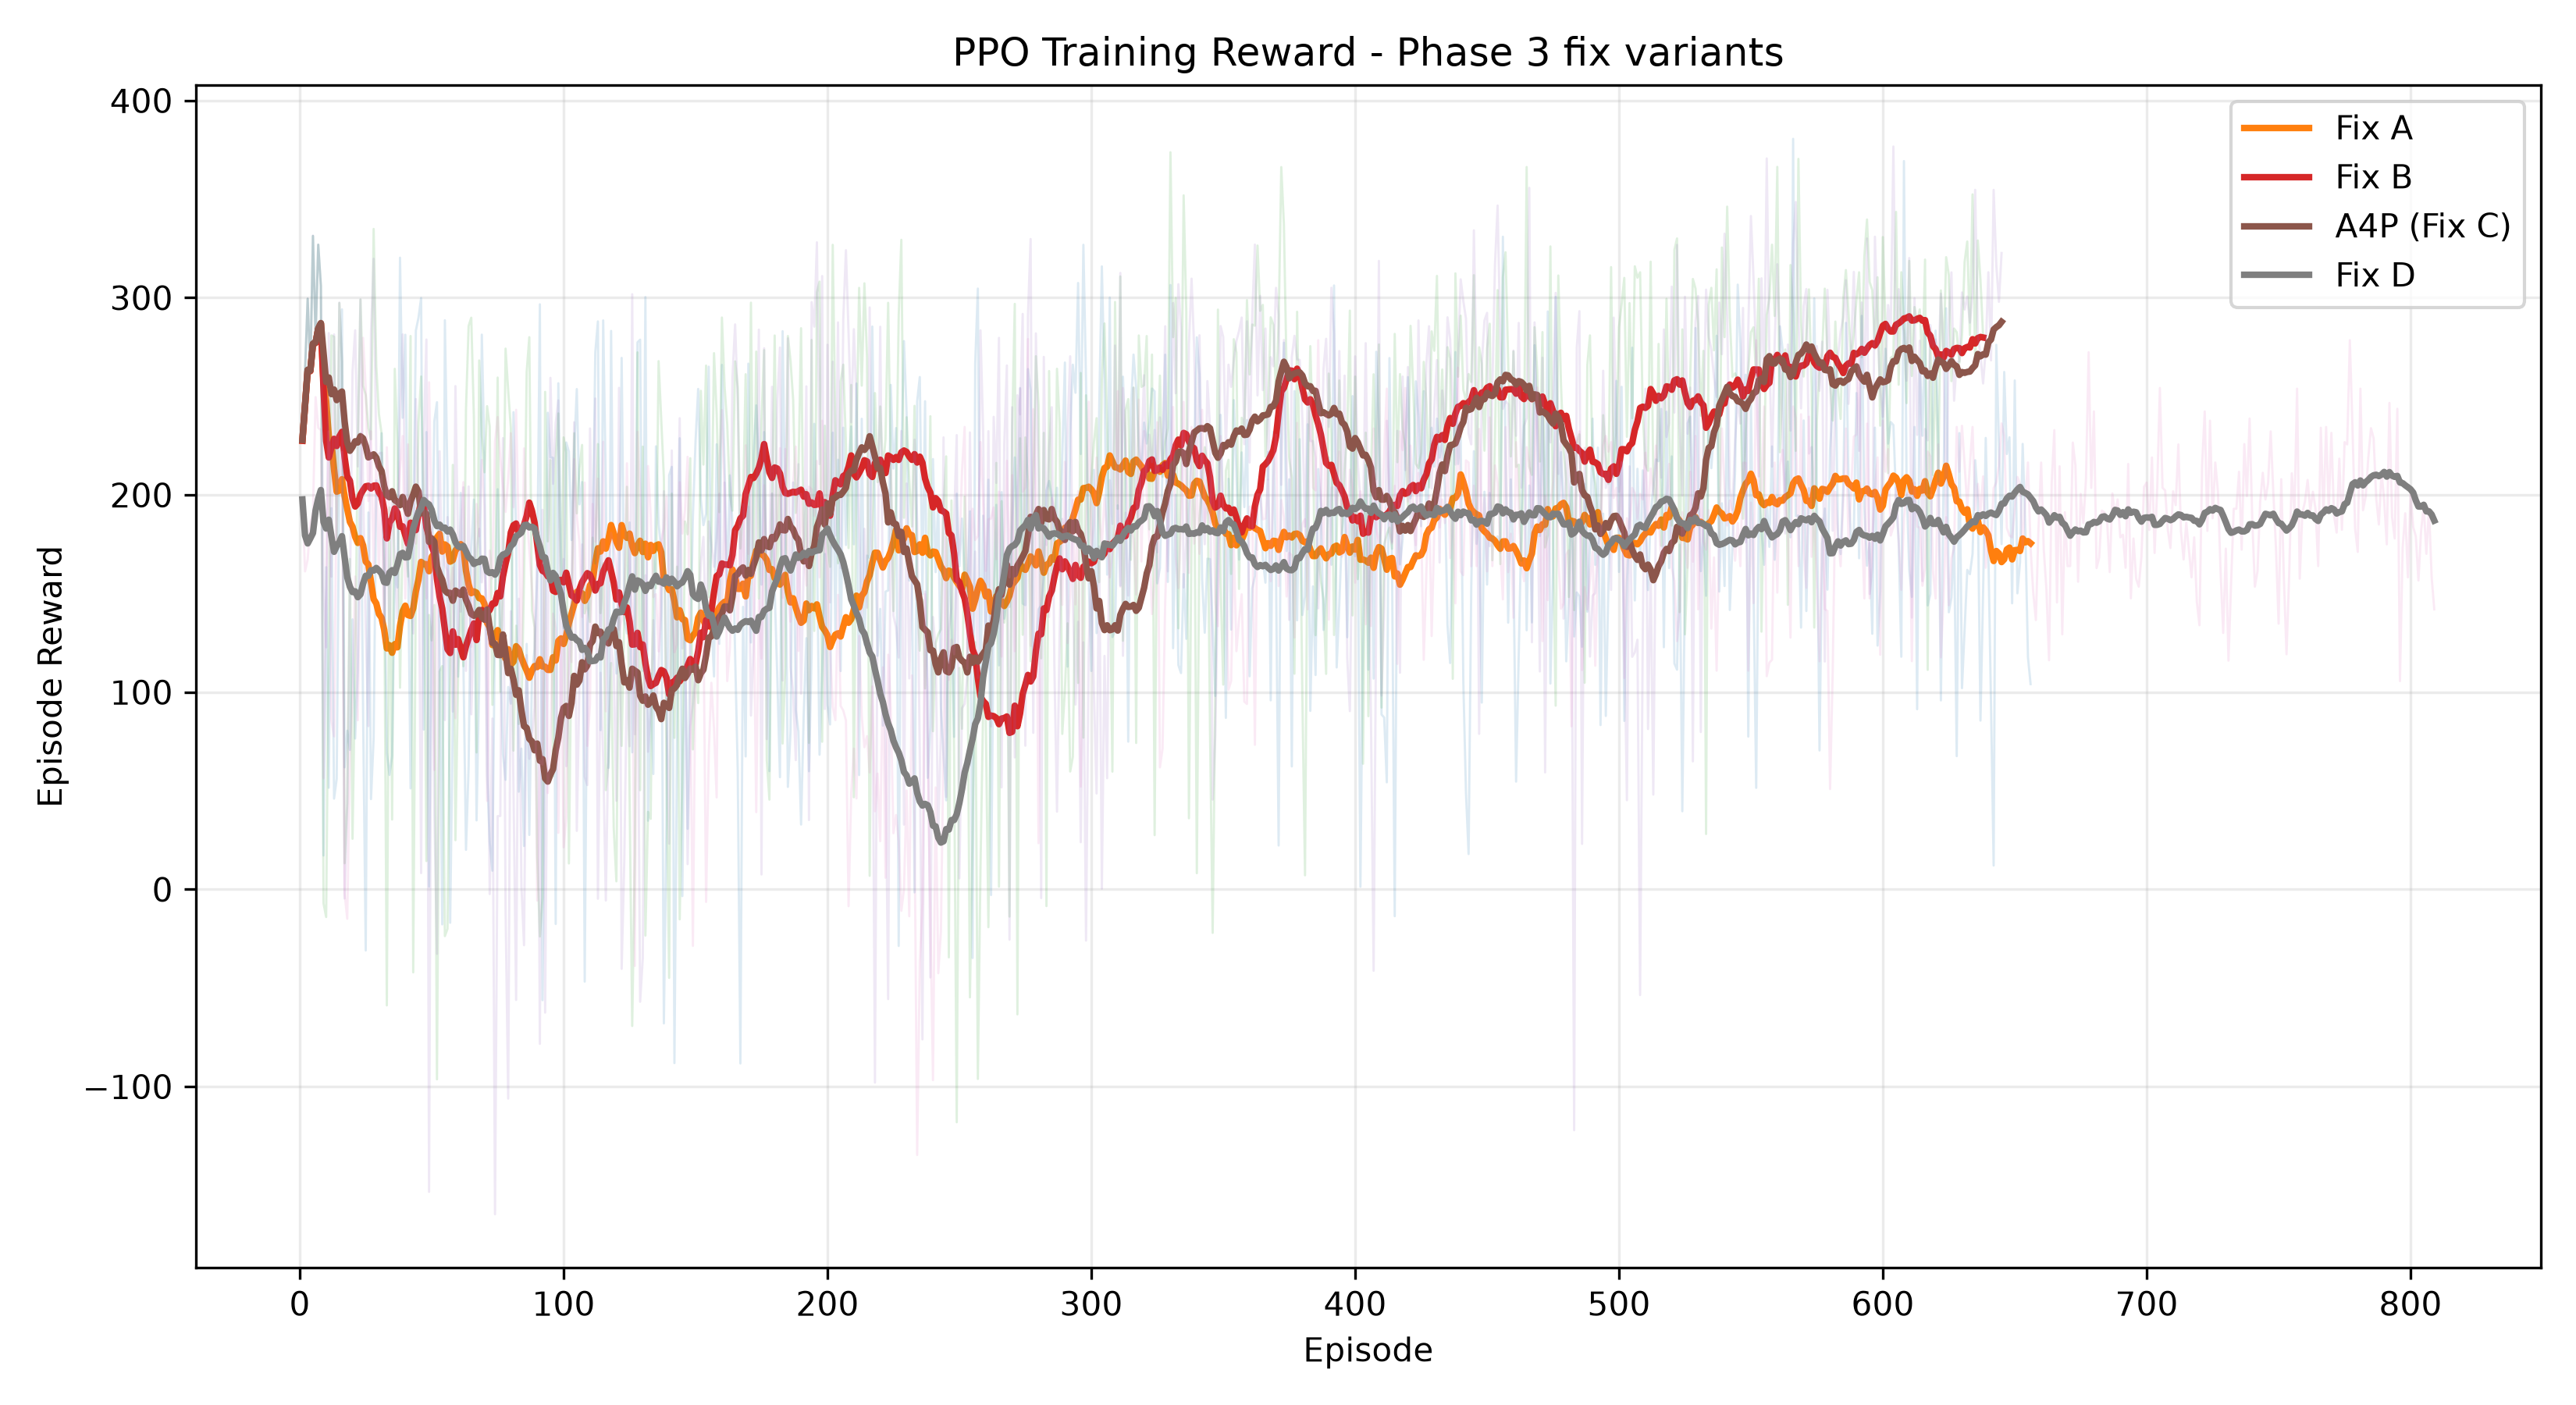 PPO Training Reward - Phase 3 fix variants
Fix A
Fix B
A4P (Fix C)
Fix D
Episode Reward
400
300
200
100
0
−100
0 100 200 300 400 500 600 700 800
Episode